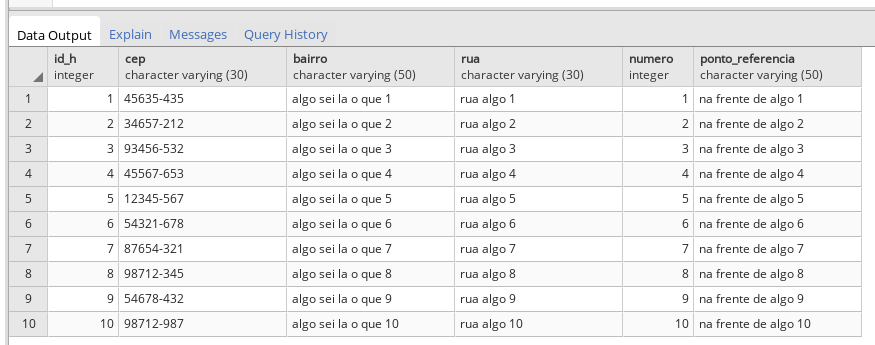 Data Output Explain Messages Query History
id_h cep bairro rua numero ponto_referencia
integer character varying (30) character varying (50) character varying (30) integer character varying (50)
1 1 45635-435 algo sei la o que 1 rua algo 1 1 na frente de algo 1
2 2 34657-212 algo sei la o que 2 rua algo 2 2 na frente de algo 2
3 3 93456-532 algo sei la o que 3 rua algo 3 3 na frente de algo 3
4 4 45567-653 algo sei la o que 4 rua algo 4 4 na frente de algo 4
5 5 12345-567 algo sei la o que 5 rua algo 5 5 na frente de algo 5
6 6 54321-678 algo sei la o que 6 rua algo 6 6 na frente de algo 6
7 7 87654-321 algo sei la o que 7 rua algo 7 7 na frente de algo 7
8 8 98712-345 algo sei la o que 8 rua algo 8 8 na frente de algo 8
9 9 54678-432 algo sei la o que 9 rua algo 9 9 na frente de algo 9
10 10 98712-987 algo sei la o que 10 rua algo 10 10 na frente de algo 10